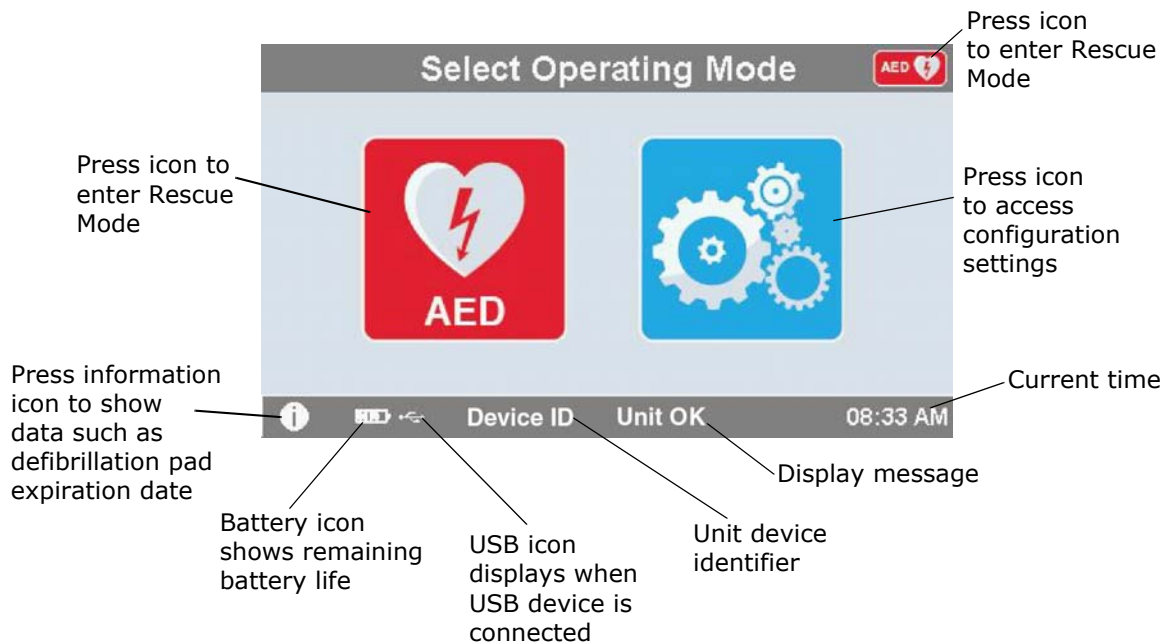 Press icon
to enter Rescue
Mode
Select Operating Mode
AED
Press icon to
enter Rescue
Mode
AED
Press icon
to access
configuration
settings
Press information
icon to show
data such as
defibrillation pad
expiration date
Current time
i
Device ID
Unit OK
08:33 AM
Display message
Battery icon
shows remaining
battery life
USB icon
displays when
USB device is
connected
Unit device
identifier